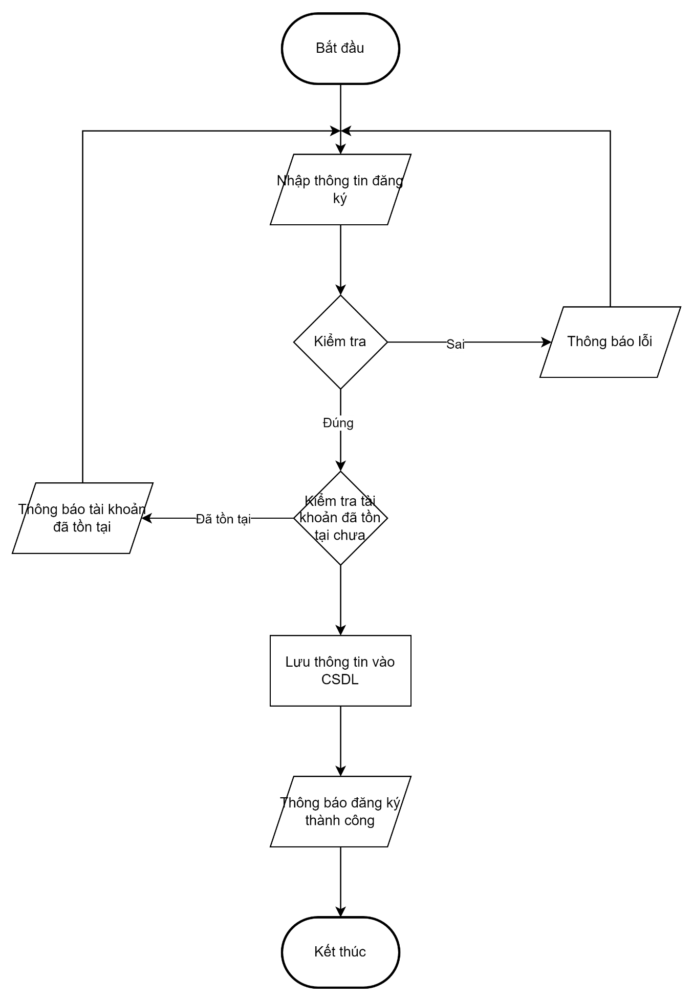 Bắt đầu
Nhập thông tin đăng
ký
Kiểm tra
Sai
Thông báo lỗi
Đúng
Kiểm tra tài
khoản đã tồn
tại chưa
Đã tồn tại
Thông báo tài khoản
đã tồn tại
Lưu thông tin vào
CSDL
Thông báo đăng ký
thành công
Kết thúc